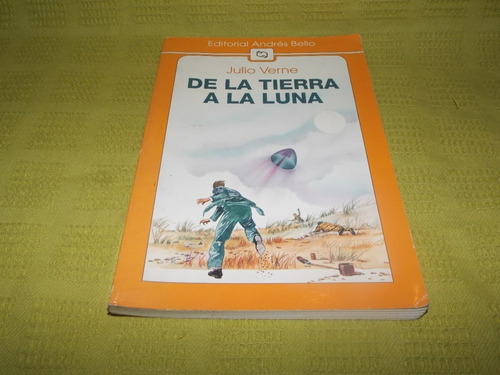 Editorial Andrés Bello
Julio Verne
DE LA TIERRA
A LA LUNA